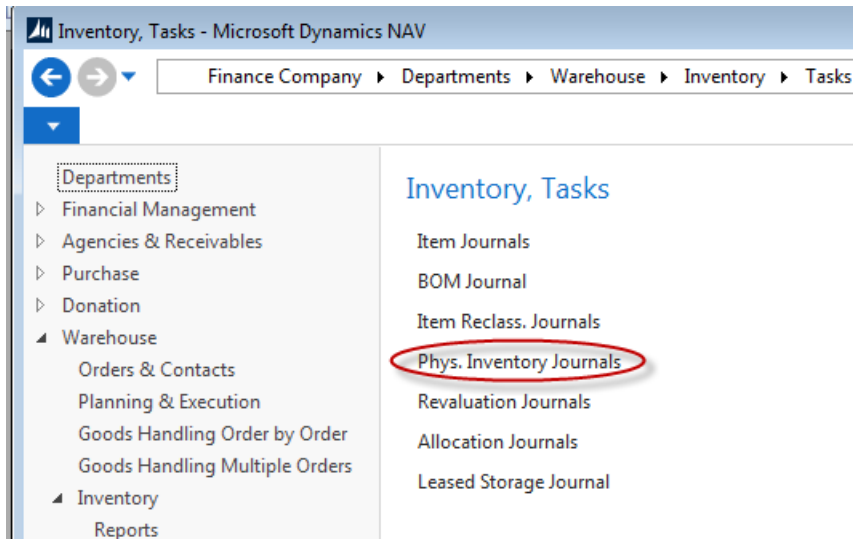 Inventory, Tasks - Microsoft Dynamics NAV
Finance Company ▸ Departments ▸ Warehouse ▸ Inventory ▸ Tasks
Departments
Financial Management
Agencies & Receivables
Purchase
Donation
Warehouse
Orders & Contacts
Planning & Execution
Goods Handling Order by Order
Goods Handling Multiple Orders
Inventory
Reports
Inventory, Tasks
Item Journals
BOM Journal
Item Reclass. Journals
Phys. Inventory Journals
Revaluation Journals
Allocation Journals
Leased Storage Journal